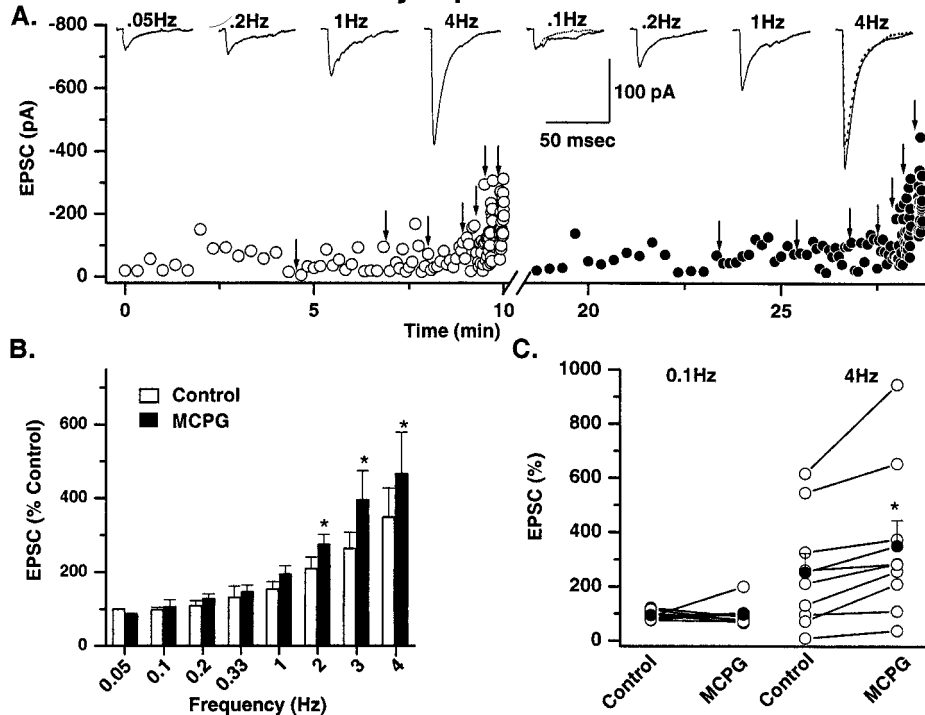 A.
.05Hz .2Hz 1Hz 4Hz .1Hz .2Hz 1Hz 4Hz
-800
-600
-400
-200
0
EPSC (pA)
100 pA
50 msec
0 5 10 20 25
Time (min)
B.
Control
MCPG
600
400
200
0
EPSC (% Control)
* * *
0.05 0.1 0.2 0.33 1 2 3 4
Frequency (Hz)
C.
0.1Hz 4Hz
1000
800
600
400
200
0
EPSC (%)
*
Control MCPG Control MCPG